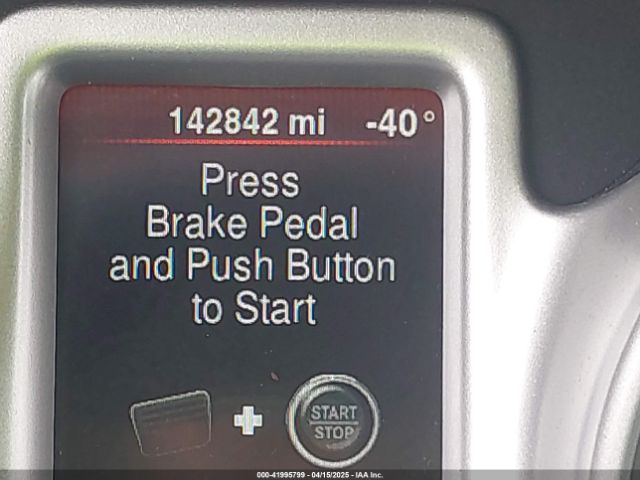 142842 mi -40°
Press
Brake Pedal
and Push Button
to Start
START
STOP
000-41995799 - 04/15/2025 - IAA Inc.